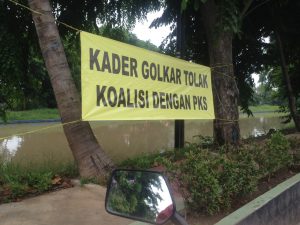 KADER GOLKAR TOLAK
KOALISI DENGAN PKS